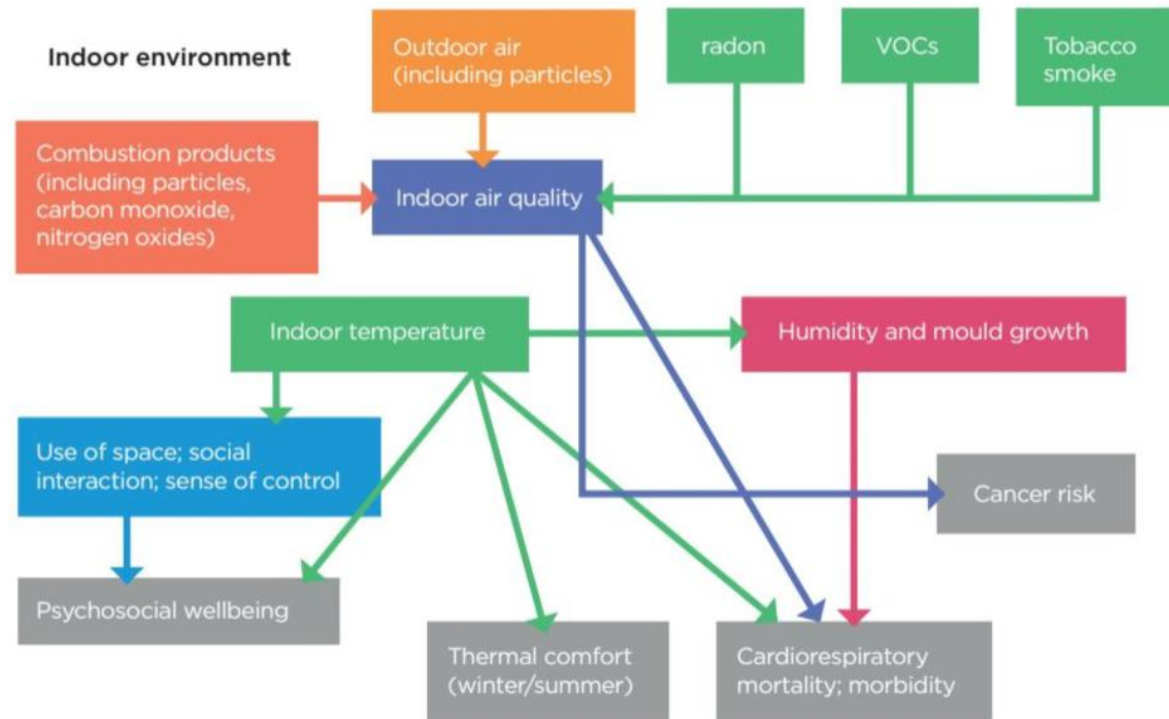 Indoor environment
Outdoor air
(including particles)
radon
VOCs
Tobacco
smoke
Combustion products
(including particles,
carbon monoxide,
nitrogen oxides)
Indoor air quality
Indoor temperature
Humidity and mould growth
Use of space; social
interaction; sense of control
Cancer risk
Psychosocial wellbeing
Thermal comfort
(winter/summer)
Cardiorespiratory
mortality; morbidity